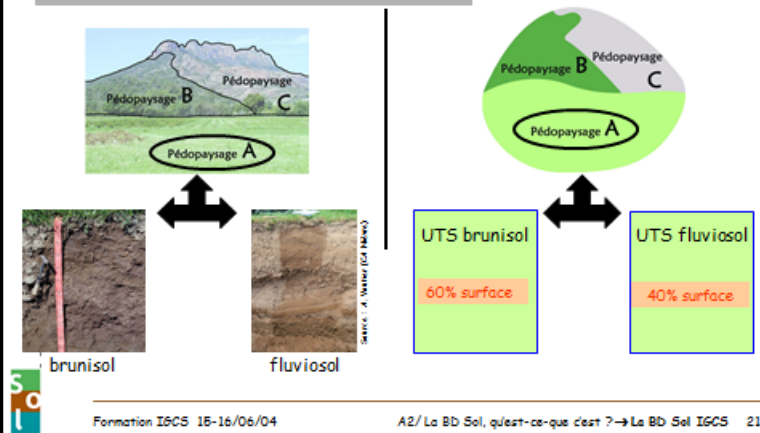 Pédopaysage B
Pédopaysage C
Pédopaysage A
brunisol
fluviosol
Pédopaysage B
Pédopaysage C
Pédopaysage A
UTS brunisol
60% surface
UTS fluviosol
40% surface
Sol
Formation IGCS 15-16/06/04
A2/ La BD Sol, qu'est-ce-que c'est ?→La BD Sol IGCS 21